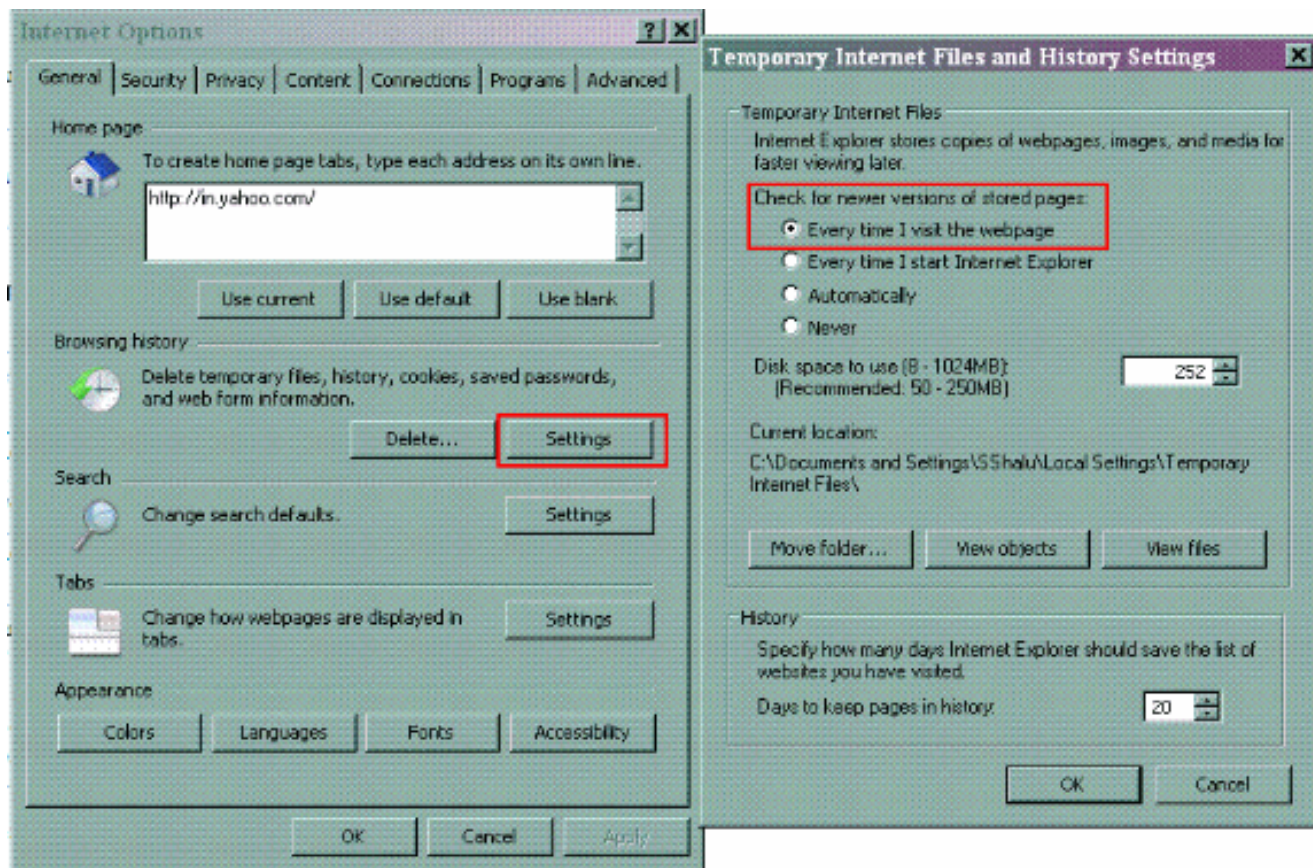 Internet Options
General Security Privacy Content Connections Programs Advanced
Home page
To create home page tabs, type each address on its own line.
http://in.yahoo.com/
Use current Use default Use blank
Browsing history
Delete temporary files, history, cookies, saved passwords,
and web form information.
Delete... Settings
Search
Change search defaults. Settings
Tabs
Change how webpages are displayed in
tabs.
Settings
Appearance
Colors Languages Fonts Accessibility
OK Cancel Apply
Temporary Internet Files and History Settings
Temporary Internet Files
Internet Explorer stores copies of webpages, images, and media for
faster viewing later.
Check for newer versions of stored pages:
Every time I visit the webpage
Every time I start Internet Explorer
Automatically
Never
Disk space to use (8 - 1024MB): 252
(Recommended: 50 - 250MB)
Current location:
C:\Documents and Settings\SShalu\Local Settings\Temporary
Internet Files\
Move folder... View objects View files
History
Specify how many days Internet Explorer should save the list of
websites you have visited.
Days to keep pages in history: 20
OK Cancel